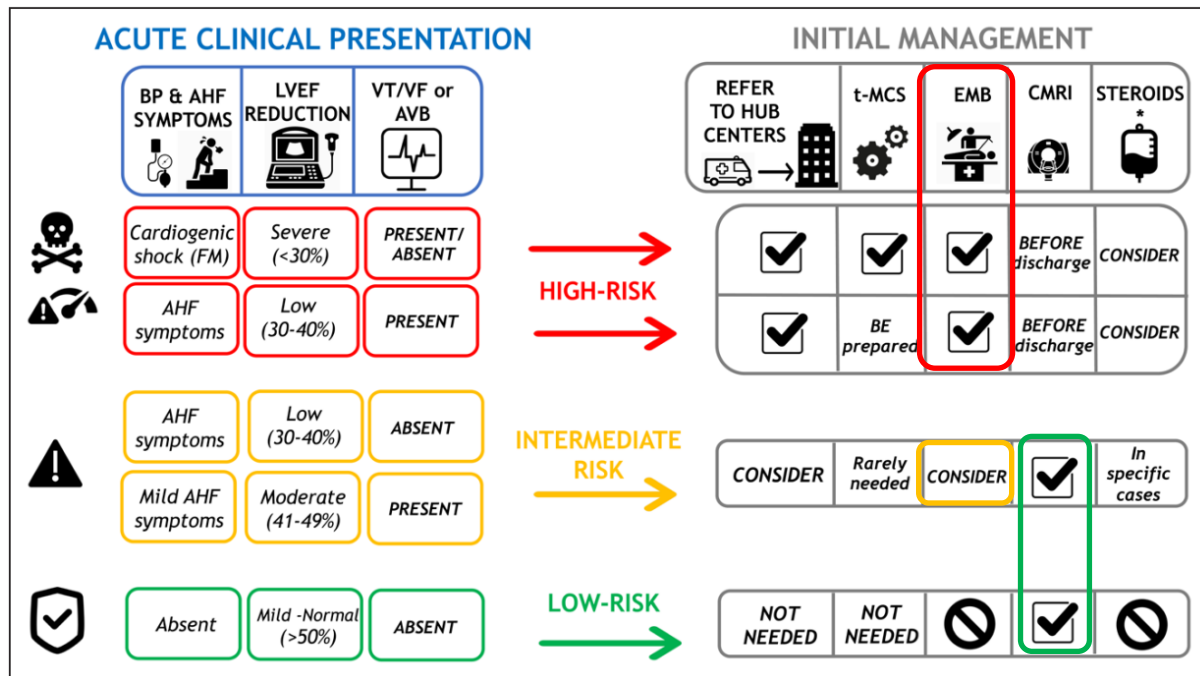 ACUTE CLINICAL PRESENTATION
INITIAL MANAGEMENT
BP & AHF
SYMPTOMS
LVEF
REDUCTION
VT/VF or
AVB
REFER
TO HUB
CENTERS
t-MCS
EMB
CMRI
STEROIDS
*
Cardiogenic
shock (FM)
Severe
(<30%)
PRESENT/
ABSENT
HIGH-RISK
BEFORE
discharge
CONSIDER
AHF
symptoms
Low
(30-40%)
PRESENT
BE
prepared
BEFORE
discharge
CONSIDER
AHF
symptoms
Low
(30-40%)
ABSENT
INTERMEDIATE
RISK
Mild AHF
symptoms
Moderate
(41-49%)
PRESENT
CONSIDER
Rarely
needed
CONSIDER
In
specific
cases
Absent
Mild -Normal
(>50%)
ABSENT
LOW-RISK
NOT
NEEDED
NOT
NEEDED